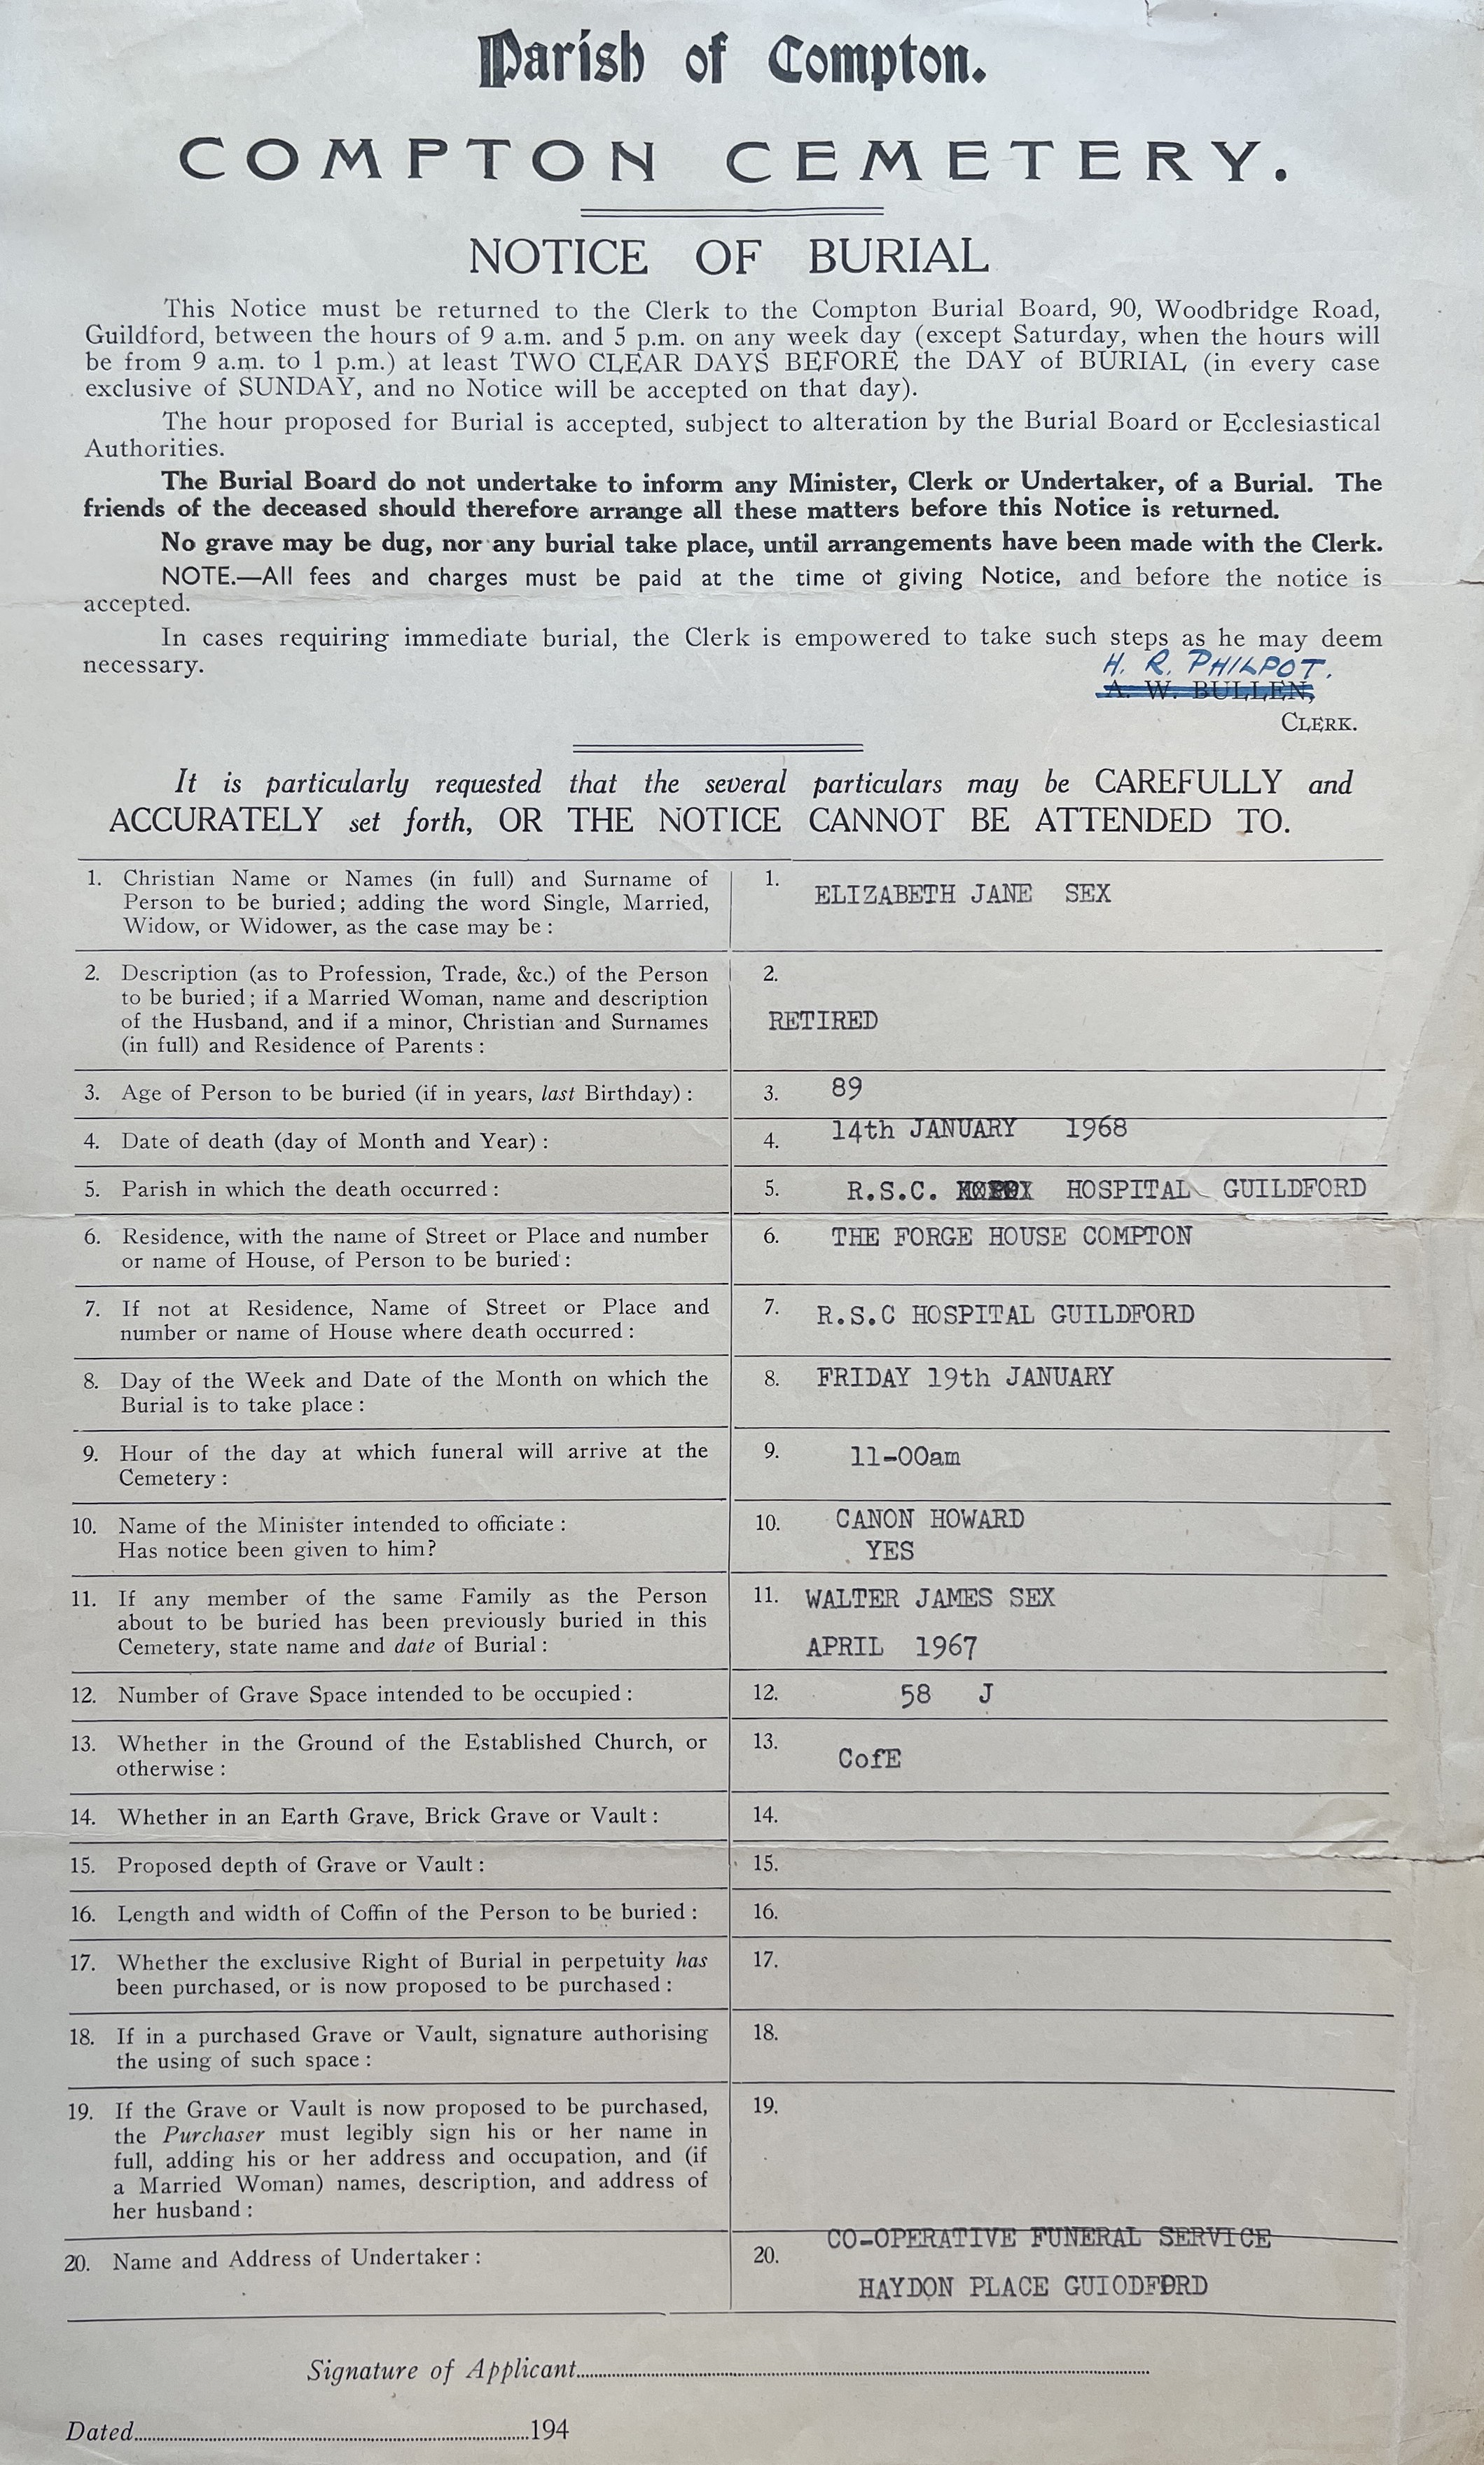 Parish of Compton.
COMPTON CEMETERY.
NOTICE OF BURIAL
This Notice must be returned to the Clerk to the Compton Burial Board, 90, Woodbridge Road,
Guildford, between the hours of 9 a.m. and 5 p.m. on any week day (except Saturday, when the hours will
be from 9 a.m. to 1 p.m.) at least TWO CLEAR DAYS BEFORE the DAY of BURIAL (in every case
exclusive of SUNDAY, and no Notice will be accepted on that day).
The hour proposed for Burial is accepted, subject to alteration by the Burial Board or Ecclesiastical
Authorities.
The Burial Board do not undertake to inform any Minister, Clerk or Undertaker, of a Burial. The
friends of the deceased should therefore arrange all these matters before this Notice is returned.
No grave may be dug, nor any burial take place, until arrangements have been made with the Clerk.
NOTE.—All fees and charges must be paid at the time of giving Notice, and before the notice is
accepted.
In cases requiring immediate burial, the Clerk is empowered to take such steps as he may deem
necessary.
H. R. PHILPOT.
A. W. BULLEN,
CLERK.
It is particularly requested that the several particulars may be CAREFULLY and
ACCURATELY set forth, OR THE NOTICE CANNOT BE ATTENDED TO.
1. Christian Name or Names (in full) and Surname of
Person to be buried; adding the word Single, Married,
Widow, or Widower, as the case may be :
1. ELIZABETH JANE SEX
2. Description (as to Profession, Trade, &c.) of the Person
to be buried; if a Married Woman, name and description
of the Husband, and if a minor, Christian and Surnames
(in full) and Residence of Parents :
2.
RETIRED
3. Age of Person to be buried (if in years, last Birthday) :
3. 89
4. Date of death (day of Month and Year) :
4. 14th JANUARY 1968
5. Parish in which the death occurred :
5. R.S.C. HOSPITAL GUILDFORD
6. Residence, with the name of Street or Place and number
or name of House, of Person to be buried :
6. THE FORGE HOUSE COMPTON
7. If not at Residence, Name of Street or Place and
number or name of House where death occurred :
7. R.S.C HOSPITAL GUILDFORD
8. Day of the Week and Date of the Month on which the
Burial is to take place :
8. FRIDAY 19th JANUARY
9. Hour of the day at which funeral will arrive at the
Cemetery :
9. 11-00am
10. Name of the Minister intended to officiate :
Has notice been given to him?
10. CANON HOWARD
YES
11. If any member of the same Family as the Person
about to be buried has been previously buried in this
Cemetery, state name and date of Burial :
11. WALTER JAMES SEX
APRIL 1967
12. Number of Grave Space intended to be occupied :
12. 58 J
13. Whether in the Ground of the Established Church, or
otherwise :
13. CofE
14. Whether in an Earth Grave, Brick Grave or Vault :
14.
15. Proposed depth of Grave or Vault :
15.
16. Length and width of Coffin of the Person to be buried :
16.
17. Whether the exclusive Right of Burial in perpetuity has
been purchased, or is now proposed to be purchased :
17.
18. If in a purchased Grave or Vault, signature authorising
the using of such space :
18.
19. If the Grave or Vault is now proposed to be purchased,
the Purchaser must legibly sign his or her name in
full, adding his or her address and occupation, and (if
a Married Woman) names, description, and address of
her husband :
19.
20. Name and Address of Undertaker :
20. CO-OPERATIVE FUNERAL SERVICE
HAYDON PLACE GUIODFORD
Signature of Applicant
Dated 194